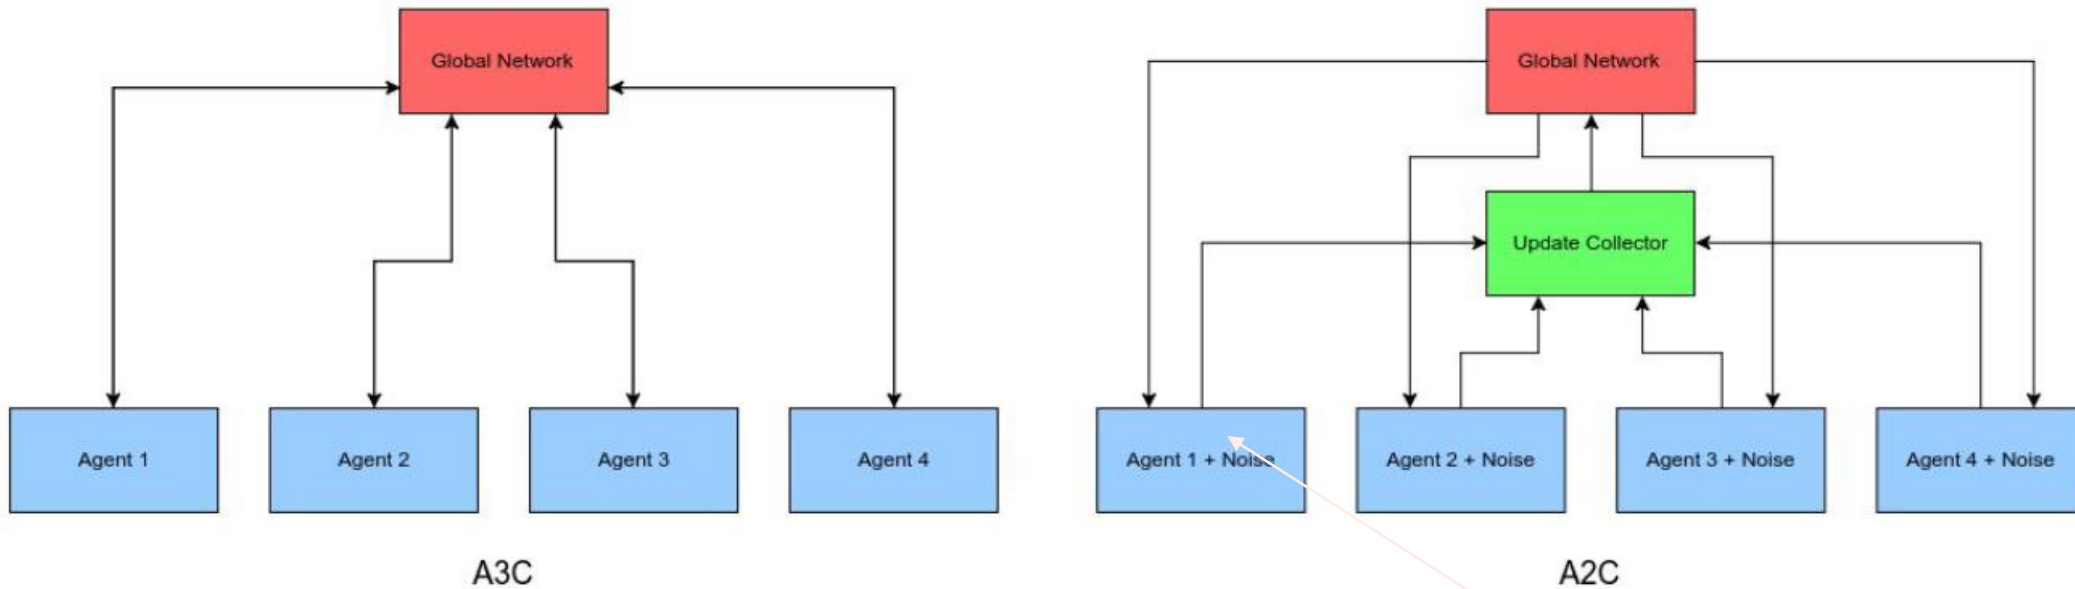 Global Network
Agent 1
Agent 2
Agent 3
Agent 4
A3C
Global Network
Update Collector
Agent 1 + Noise
Agent 2 + Noise
Agent 3 + Noise
Agent 4 + Noise
A2C